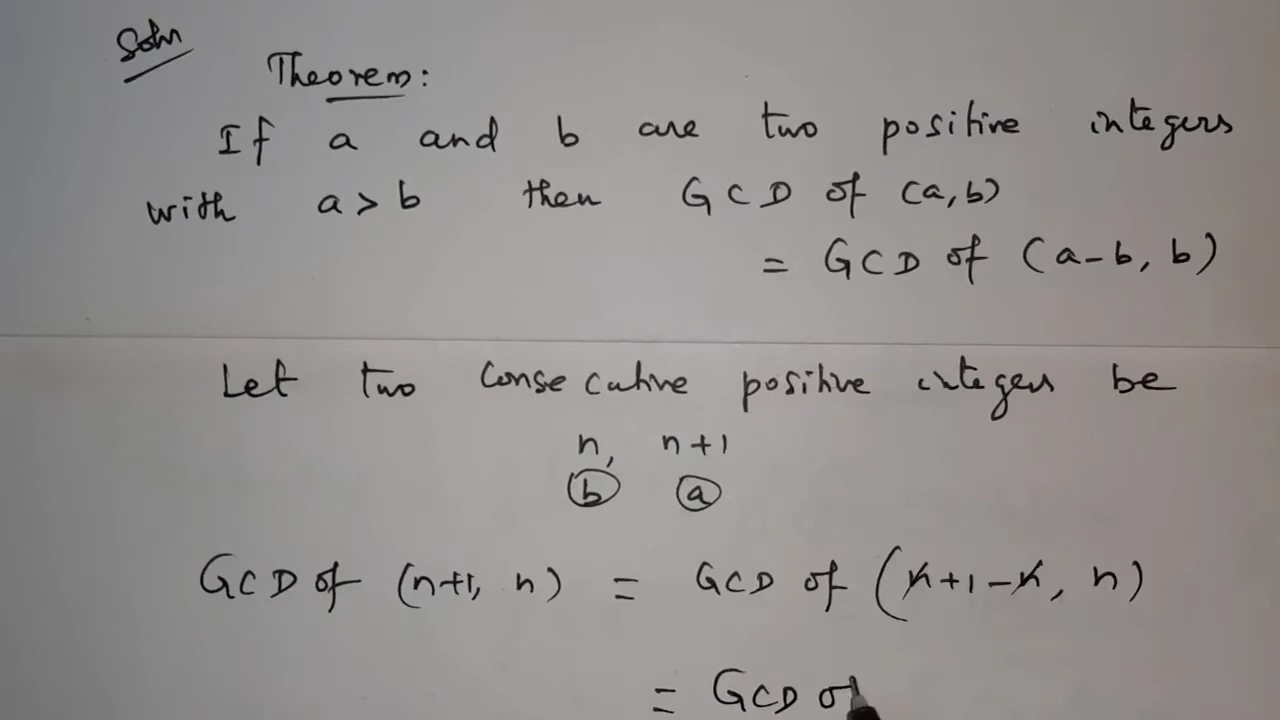 Soln
Theorem:
If a and b are two positive integers
with a > b then GCD of (a, b)
= GCD of (a - b, b)
Let two consecutive positive integers be
n, n+1
b a
GCD of (n+1, n) = GCD of (n+1-n, n)
= GCD of